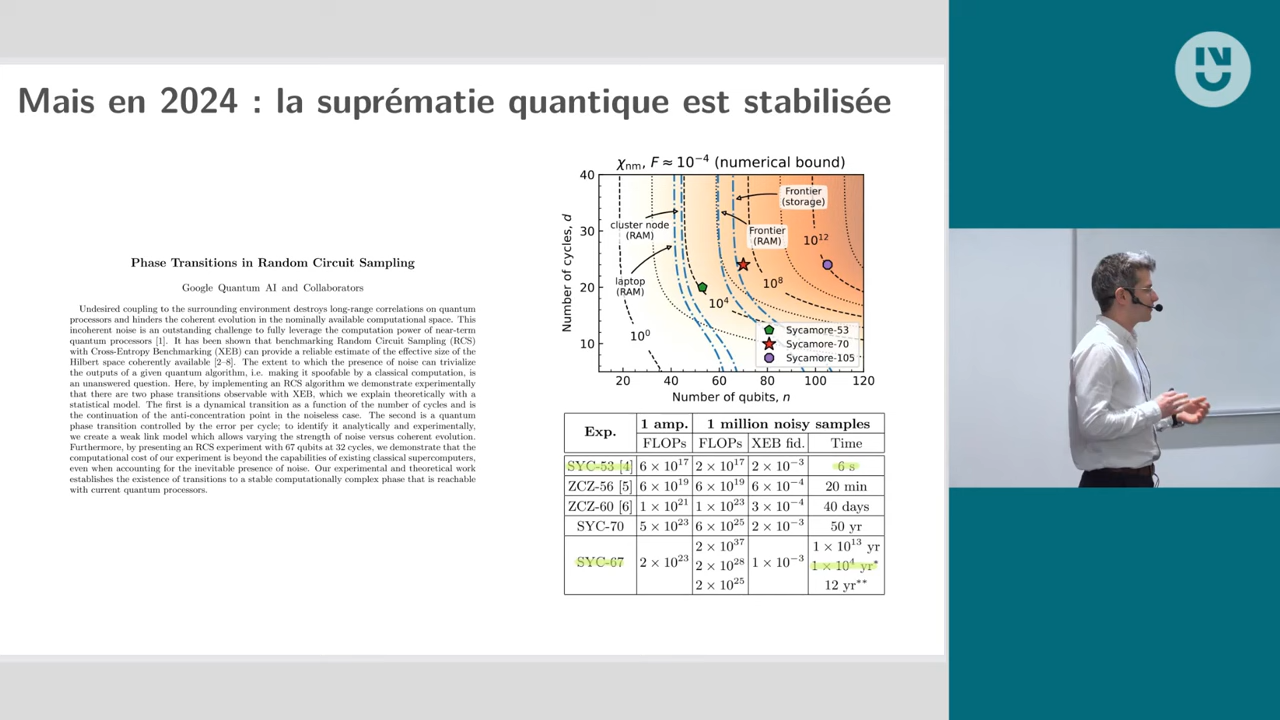 Mais en 2024 : la suprématie quantique est stabilisée
Phase Transitions in Random Circuit Sampling
Google Quantum AI and Collaborators
Undesired coupling to the surrounding environment destroys long-range correlations on quantum
processors and hinders the coherent evolution in the nominally available computational space. This
incoherent noise is an outstanding challenge to fully leverage the computation power of near-term
quantum processors [1]. It has been shown that benchmarking Random Circuit Sampling (RCS)
with Cross-Entropy Benchmarking (XEB) can provide a reliable estimate of the effective size of the
Hilbert space coherently available [2–8]. The extent to which the presence of noise can trivialize
the outputs of a given quantum algorithm, i.e. making it spoofable by a classical computation, is
an unanswered question. Here, by implementing an RCS algorithm we demonstrate experimentally
that there are two phase transitions observable with XEB, which we explain theoretically with a
statistical model. The first is a dynamical transition as a function of the number of cycles and is
the continuation of the anti-concentration point in the noiseless case. The second is a quantum
phase transition controlled by the error per cycle; to identify it analytically and experimentally,
we create a weak link model which allows varying the strength of noise versus coherent evolution.
Furthermore, by presenting an RCS experiment with 67 qubits at 32 cycles, we demonstrate that the
computational cost of our experiment is beyond the capabilities of existing classical supercomputers,
even when accounting for the inevitable presence of noise. Our experimental and theoretical work
establishes the existence of transitions to a stable computationally complex phase that is reachable
with current quantum processors.
χnm, F ≈ 10⁻⁴ (numerical bound)
Number of cycles, d
40
30
20
10
cluster node
(RAM)
laptop
(RAM)
Frontier
(storage)
Frontier
(RAM)
10⁰
10⁴
10⁸
10¹²
Sycamore-53
Sycamore-70
Sycamore-105
20 40 60 80 100 120
Number of qubits, n
Exp. 1 amp. 1 million noisy samples
FLOPs FLOPs XEB fid. Time
SYC-53 [4] 6 × 10¹⁷ 2 × 10¹⁷ 2 × 10⁻³ 6 s
ZCZ-56 [5] 6 × 10¹⁹ 6 × 10¹⁹ 6 × 10⁻⁴ 20 min
ZCZ-60 [6] 1 × 10²¹ 1 × 10²³ 3 × 10⁻⁴ 40 days
SYC-70 5 × 10²³ 6 × 10²⁵ 2 × 10⁻³ 50 yr
2 × 10³⁷ 1 × 10¹³ yr
SYC-67 2 × 10²³ 2 × 10²⁸ 1 × 10⁻³ 1 × 10⁴ yr*
2 × 10²⁵ 12 yr**